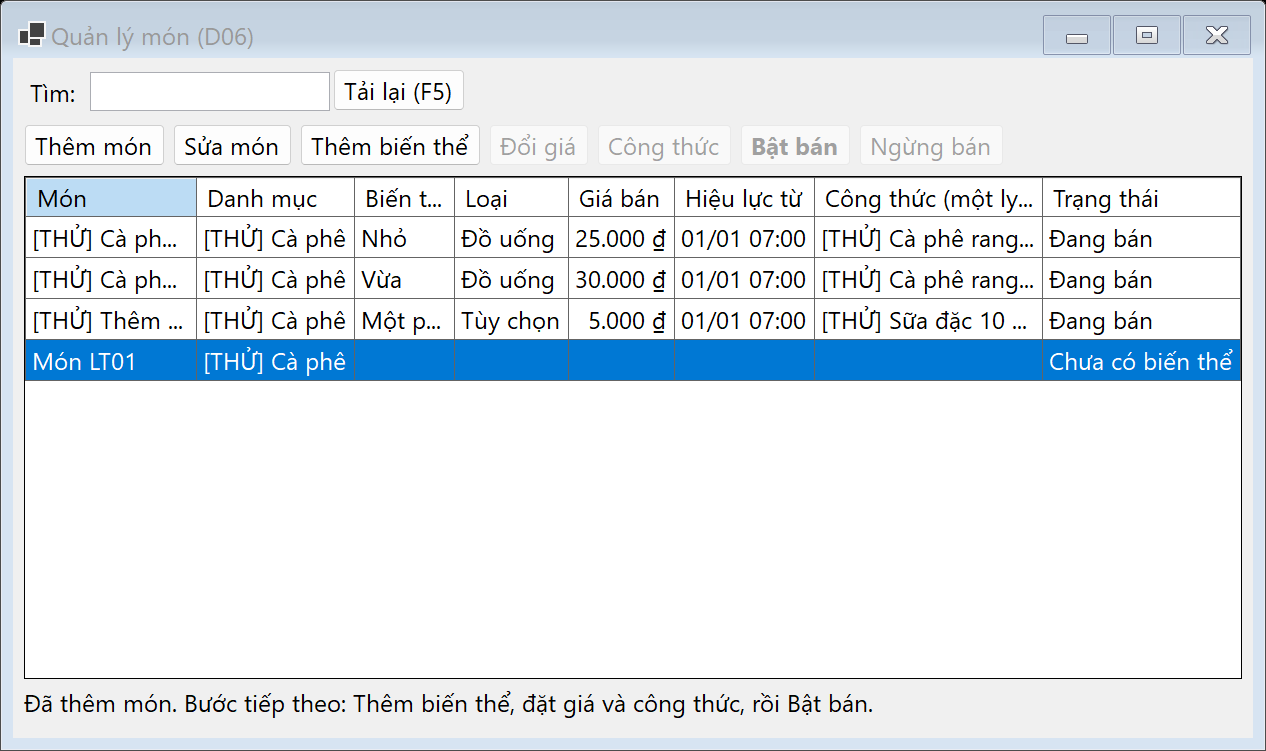 Quản lý món (D06)
Tìm: Tải lại (F5)
Thêm món Sửa món Thêm biến thể Đổi giá Công thức Bật bán Ngừng bán
Món Danh mục Biến t... Loại Giá bán Hiệu lực từ Công thức (một ly... Trạng thái
[THỬ] Cà ph... [THỬ] Cà phê Nhỏ Đồ uống 25.000 ₫ 01/01 07:00 [THỬ] Cà phê rang... Đang bán
[THỬ] Cà ph... [THỬ] Cà phê Vừa Đồ uống 30.000 ₫ 01/01 07:00 [THỬ] Cà phê rang... Đang bán
[THỬ] Thêm ... [THỬ] Cà phê Một p... Tùy chọn 5.000 ₫ 01/01 07:00 [THỬ] Sữa đặc 10 ... Đang bán
Món LT01 [THỬ] Cà phê Chưa có biến thể
Đã thêm món. Bước tiếp theo: Thêm biến thể, đặt giá và công thức, rồi Bật bán.